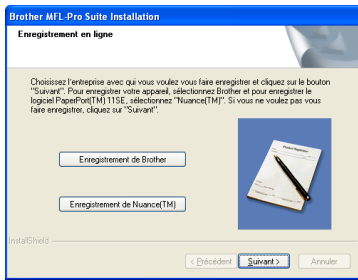 Brother MFL-Pro Suite Installation
Enregistrement en ligne
Choisissez l'entreprise avec qui vous voulez vous faire enregistrer et cliquez sur le bouton
"Suivant". Pour enregistrer votre appareil, sélectionnez Brother et pour enregistrer le
logiciel PaperPort(TM) 11SE, sélectionnez "Nuance(TM)". Si vous ne voulez pas vous
faire enregistrer, cliquez sur "Suivant".
Product Registration
Enregistrement de Brother
Enregistrement de Nuance(TM)
InstallShield
< Précédent
Suivant >
Annuler